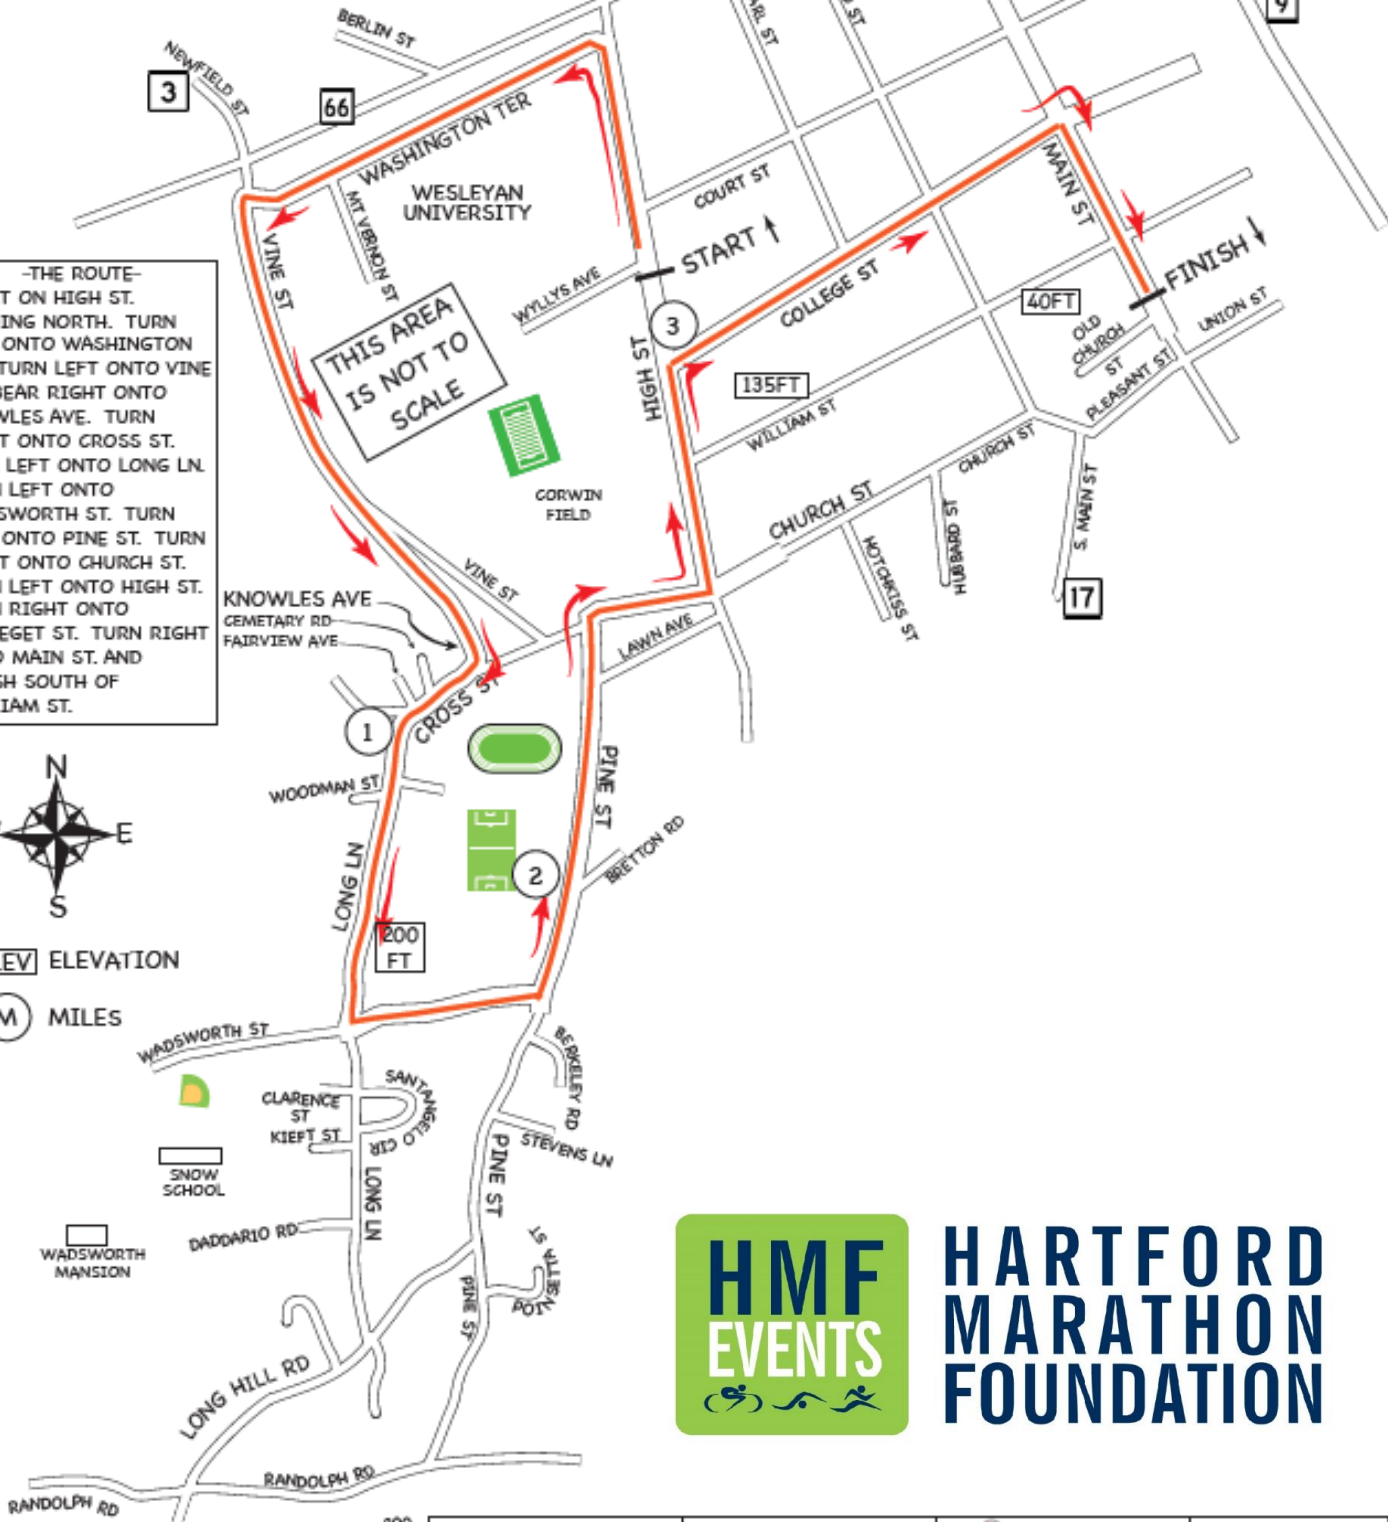 BERLIN ST
NEWFIELD ST
3
66
9
WASHINGTON TER
WESLEYAN
UNIVERSITY
MT VERNON ST
VINE ST
COURT ST
START
WYLLYS AVE
MAIN ST
FINISH
COLLEGE ST
40FT
OLD
CHURCH
ST
UNION ST
PLEASANT ST
3
HIGH ST
135FT
WILLIAM ST
THIS AREA
IS NOT TO
SCALE
-THE ROUTE-
T ON HIGH ST.
ING NORTH. TURN
ONTO WASHINGTON
TURN LEFT ONTO VINE
BEAR RIGHT ONTO
WLES AVE. TURN
T ONTO CROSS ST.
LEFT ONTO LONG LN.
LEFT ONTO
SWORTH ST. TURN
ONTO PINE ST. TURN
T ONTO CHURCH ST.
LEFT ONTO HIGH ST.
RIGHT ONTO
EGET ST. TURN RIGHT
MAIN ST. AND
SH SOUTH OF
IAM ST.
CORWIN
FIELD
CHURCH ST
CHURCH ST
HOTCHKISS ST
HUBBARD ST
S. MAIN ST
17
VINE ST
KNOWLES AVE
CEMETARY RD
FAIRVIEW AVE
LAWN AVE
CROSS ST
1
WOODMAN ST
PINE ST
LONG LN
2
BRETTON RD
200
FT
N
E
S
EV ELEVATION
M MILES
WADSWORTH ST
BERKELEY RD
SANTANGELO CIR
CLARENCE
ST
KIEFT ST
STEVENS LN
PINE ST
LONG LN
SNOW
SCHOOL
DADDARIO RD
WADSWORTH
MANSION
POINSETTA ST
PINE ST
LONG HILL RD
RANDOLPH RD
RANDOLPH RD
HMF
EVENTS
HARTFORD
MARATHON
FOUNDATION